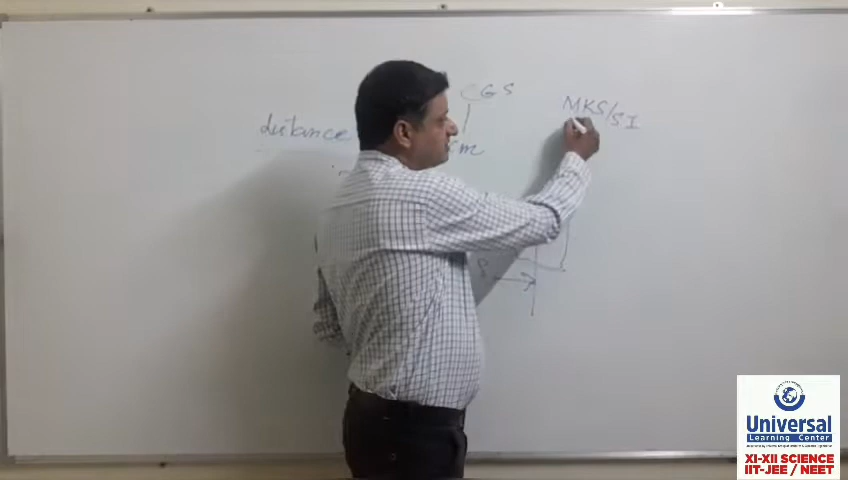 CGS
MKS/SI
distance
cm
S
Universal
Learning Center
XI-XII SCIENCE
IIT-JEE / NEET